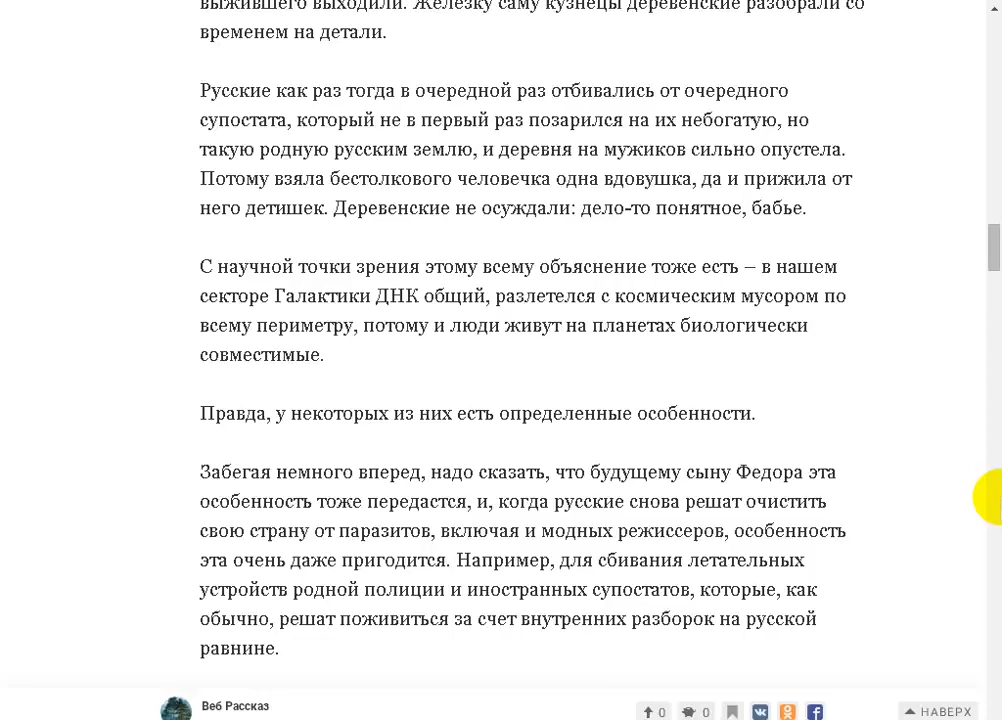 выжившего выходили. Железку саму кузнецы деревенские разобрали со
временем на детали.
Русские как раз тогда в очередной раз отбивались от очередного
супостата, который не в первый раз позарился на их небогатую, но
такую родную русским землю, и деревня на мужиков сильно опустела.
Потому взяла бестолкового человечка одна вдовушка, да и прижила от
него детишек. Деревенские не осуждали: дело-то понятное, бабье.
С научной точки зрения этому всему объяснение тоже есть – в нашем
секторе Галактики ДНК общий, разлетелся с космическим мусором по
всему периметру, потому и люди живут на планетах биологически
совместимые.
Правда, у некоторых из них есть определенные особенности.
Забегая немного вперед, надо сказать, что будущему сыну Федора эта
особенность тоже передастся, и, когда русские снова решат очистить
свою страну от паразитов, включая и модных режиссеров, особенность
эта очень даже пригодится. Например, для сбивания летательных
устройств родной полиции и иностранных супостатов, которые, как
обычно, решат поживиться за счет внутренних разборок на русской
равнине.
Веб Рассказ
0 0 НАВЕРХ